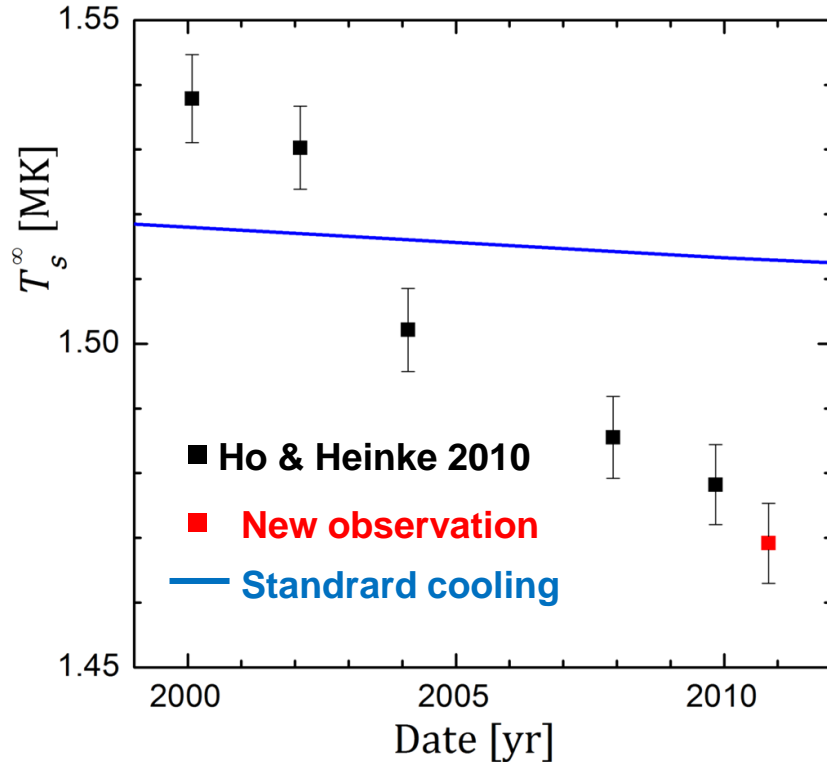 1.55
T_s^∞ [MK]
1.50
■ Ho & Heinke 2010
■ New observation
Standrard cooling
1.45
2000 2005 2010
Date [yr]